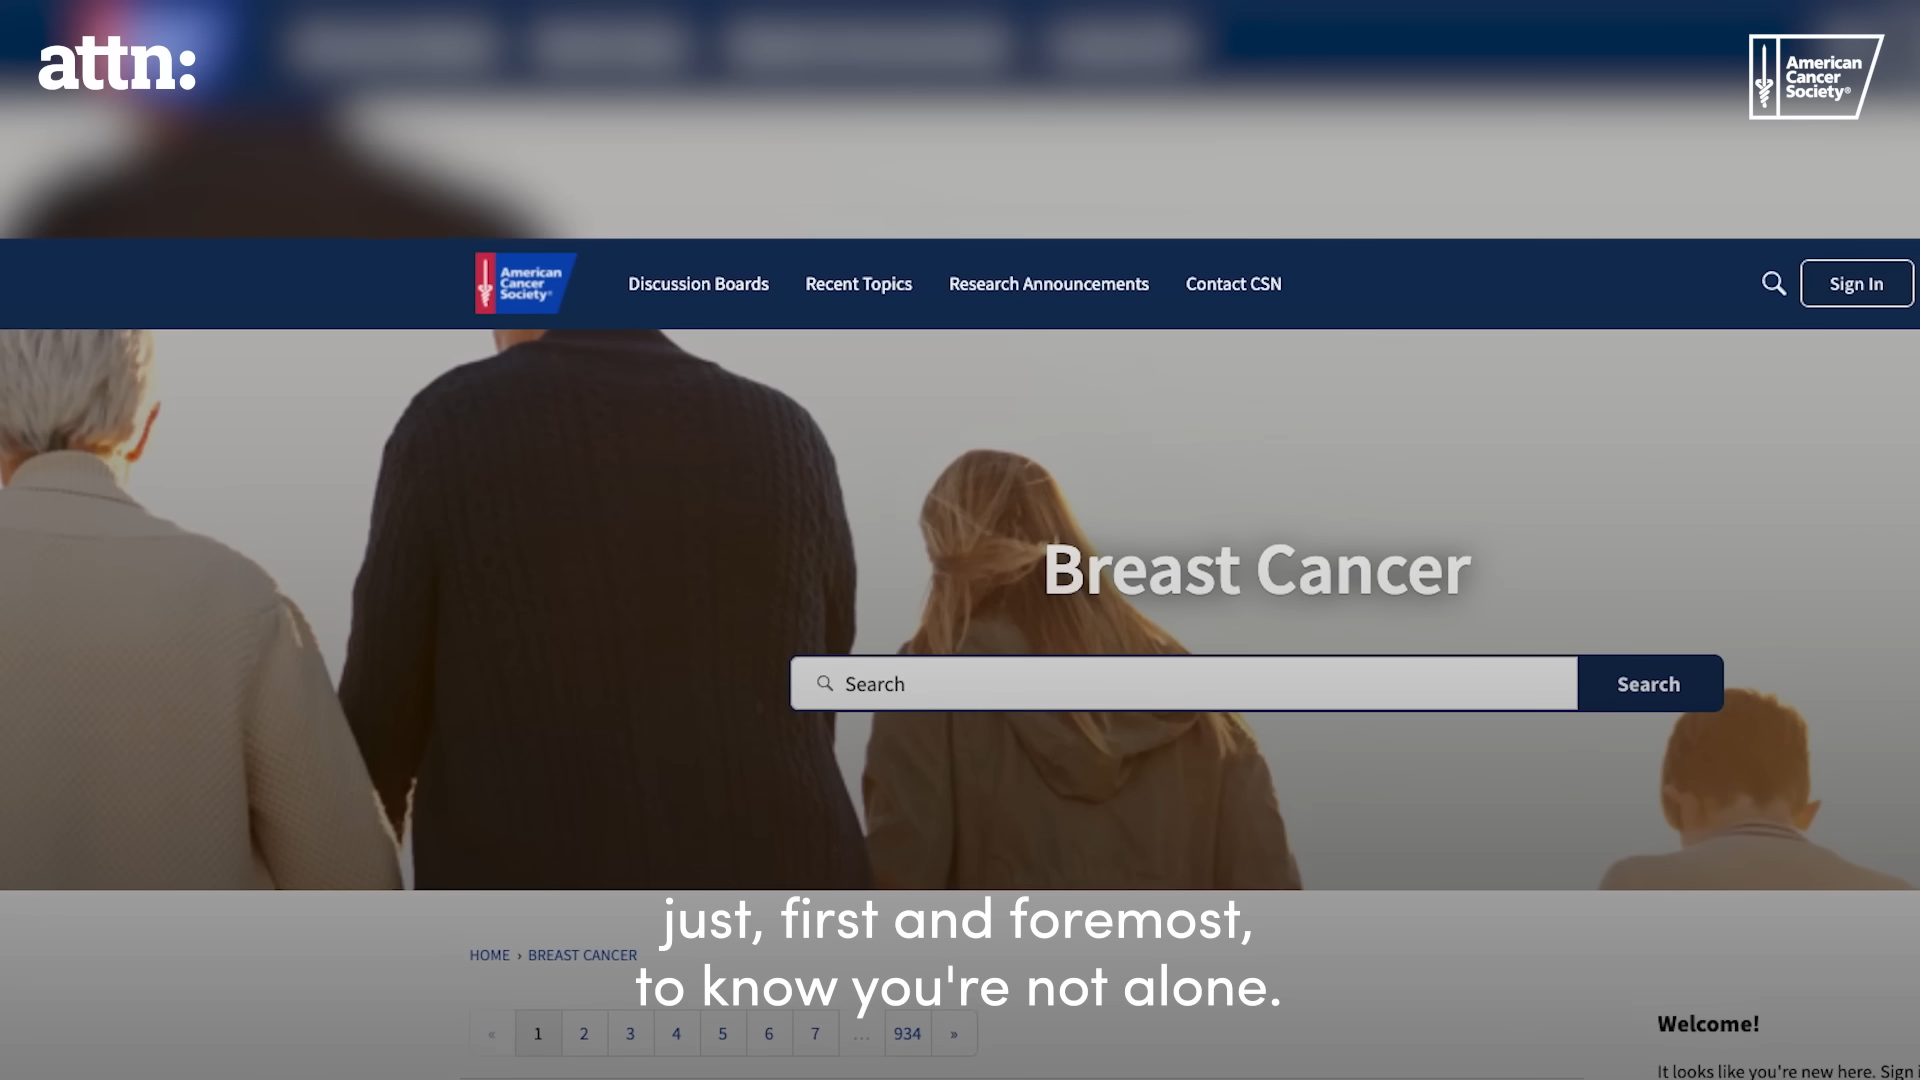 attn:
American
Cancer
Society®
American
Cancer
Society®
Discussion Boards
Recent Topics
Research Announcements
Contact CSN
Sign In
Breast Cancer
Search
Search
just, first and foremost,
to know you're not alone.
HOME › BREAST CANCER
« 1 2 3 4 5 6 7 ... 934 »
Welcome!
It looks like you're new here. Sign